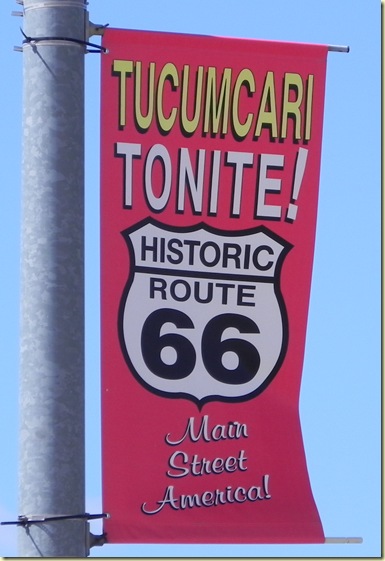 TUCUMCARI
TONITE!
HISTORIC
ROUTE
66
Main
Street
America!